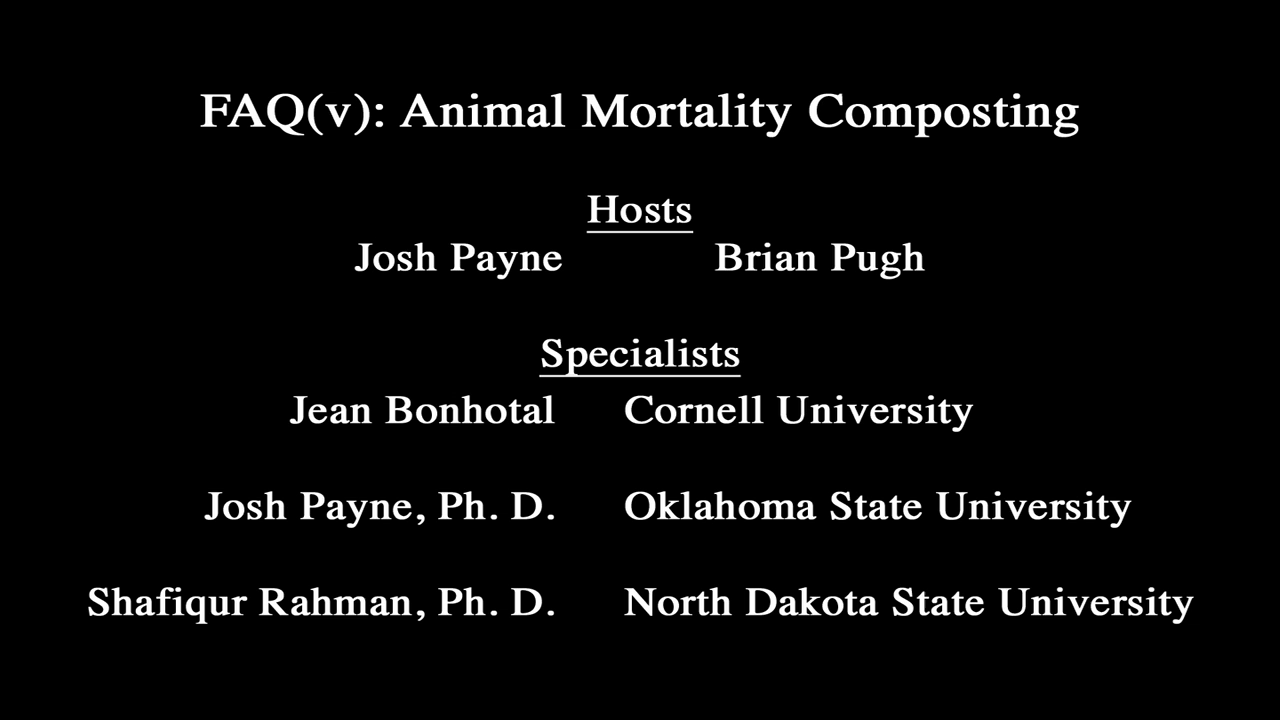 FAQ(v): Animal Mortality Composting
Hosts
Josh Payne Brian Pugh
Specialists
Jean Bonhotal Cornell University
Josh Payne, Ph. D. Oklahoma State University
Shafiqur Rahman, Ph. D. North Dakota State University